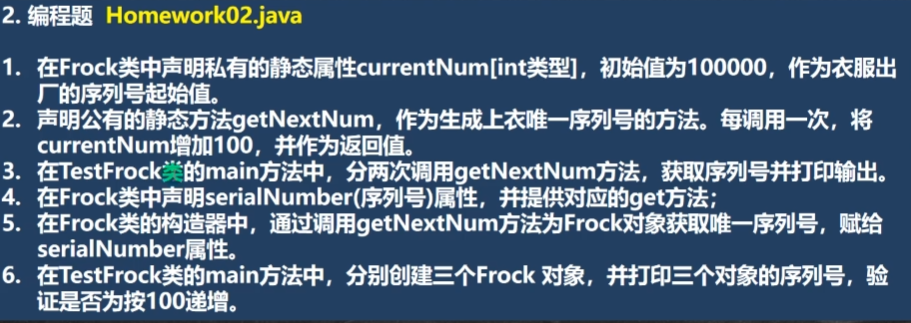 2. 编程题 Homework02.java
1. 在Frock类中声明私有的静态属性currentNum[int类型]，初始值为100000，作为衣服出
厂的序列号起始值。
2. 声明公有的静态方法getNextNum，作为生成上衣唯一序列号的方法。每调用一次，将
currentNum增加100，并作为返回值。
3. 在TestFrock类的main方法中，分两次调用getNextNum方法，获取序列号并打印输出。
4. 在Frock类中声明serialNumber(序列号)属性，并提供对应的get方法；
5. 在Frock类的构造器中，通过调用getNextNum方法为Frock对象获取唯一序列号，赋给
serialNumber属性。
6. 在TestFrock类的main方法中，分别创建三个Frock 对象，并打印三个对象的序列号，验
证是否为按100递增。